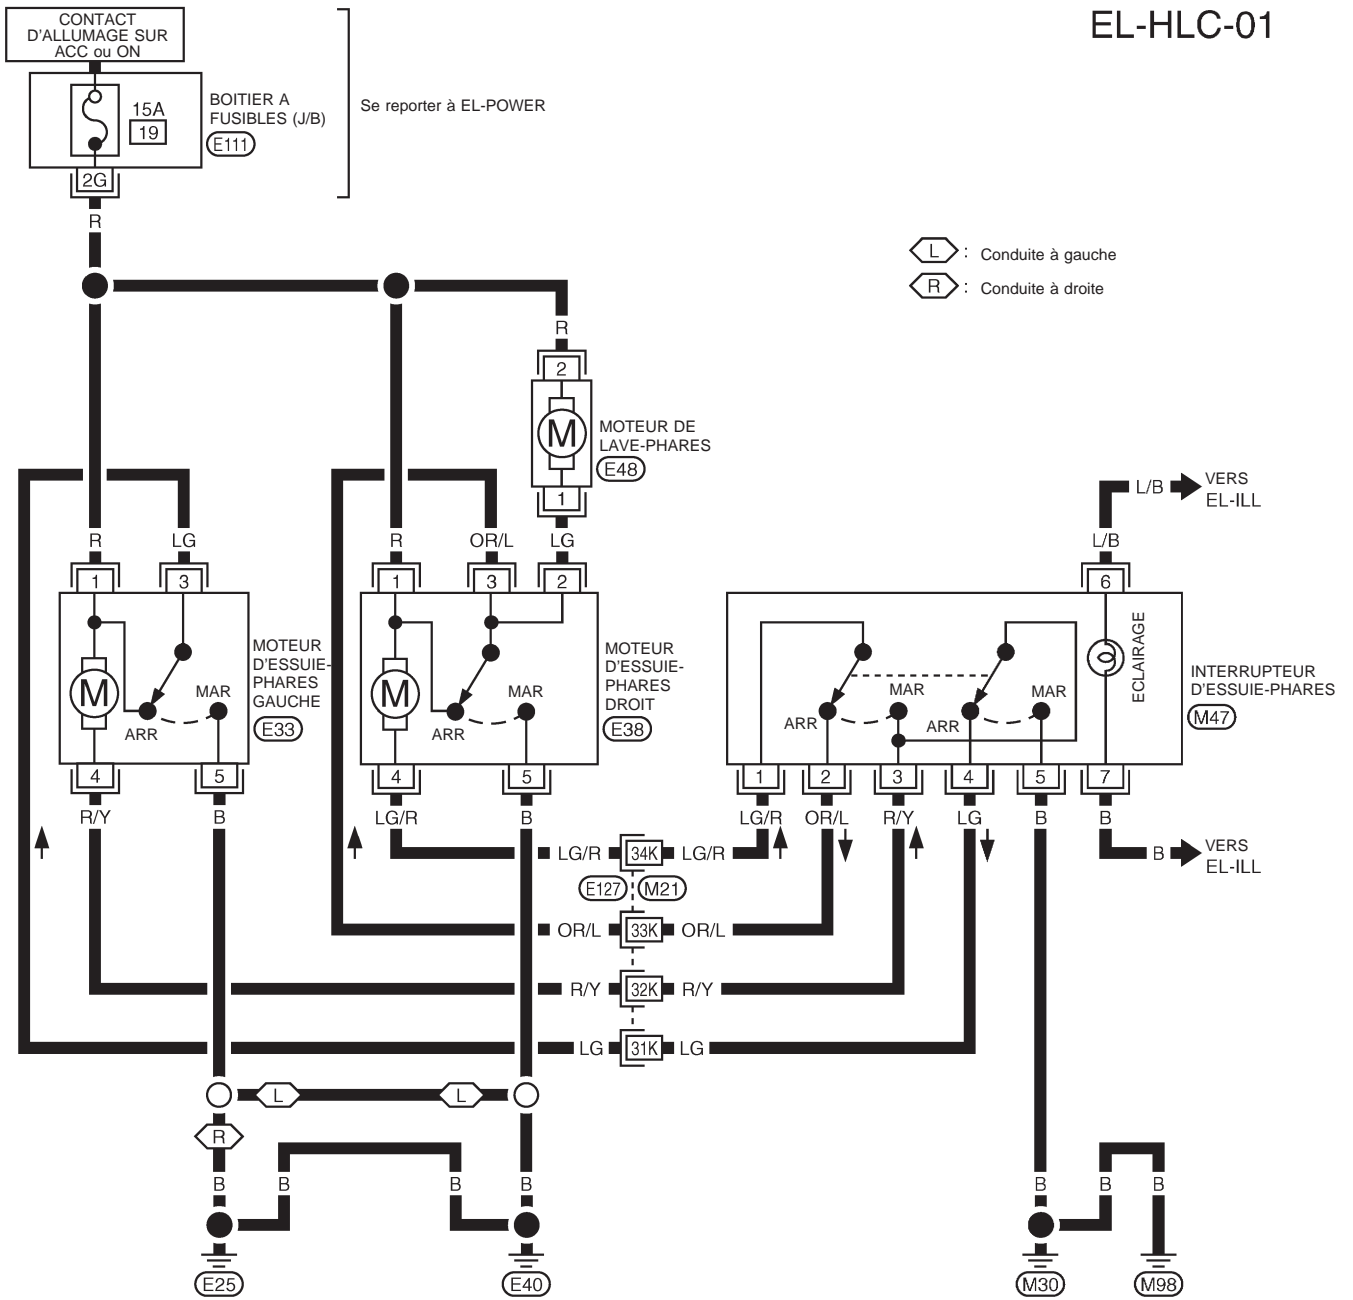 EL-HLC-01
CONTACT
D'ALLUMAGE SUR
ACC ou ON
15A
19
BOITIER A
FUSIBLES (J/B)
E111
Se reporter à EL-POWER
2G
R
L : Conduite à gauche
R : Conduite à droite
R
2
M
MOTEUR DE
LAVE-PHARES
E48
1
L/B
VERS
EL-ILL
R
LG
R
OR/L
LG
L/B
1
3
1
3
2
6
M
MAR
ARR
MOTEUR
D'ESSUIE-
PHARES
GAUCHE
E33
M
MAR
ARR
MOTEUR
D'ESSUIE-
PHARES
DROIT
E38
ARR
MAR
ARR
MAR
ECLAIRAGE
INTERRUPTEUR
D'ESSUIE-PHARES
M47
4
5
4
5
1
2
3
4
5
7
R/Y
B
LG/R
B
LG/R
OR/L
R/Y
LG
B
B
LG/R
34K
LG/R
B
VERS
EL-ILL
E127
M21
OR/L
33K
OR/L
R/Y
32K
R/Y
LG
31K
LG
L
L
R
B
B
B
B
B
B
B
E25
E40
M30
M98